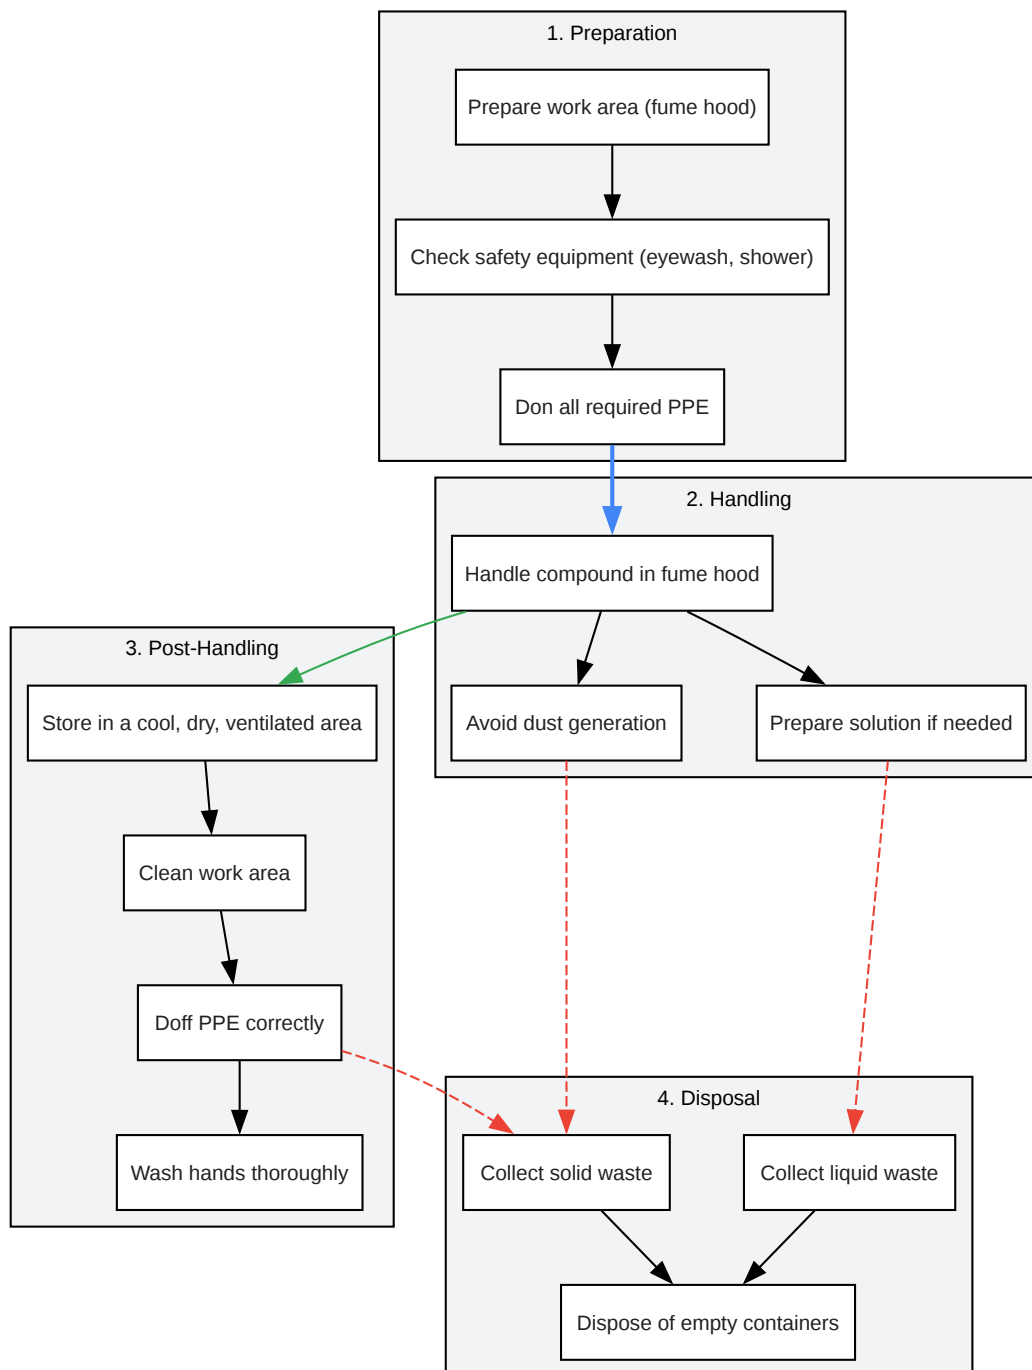 1. Preparation
Prepare work area (fume hood)
Check safety equipment (eyewash, shower)
Don all required PPE
2. Handling
Handle compound in fume hood
Avoid dust generation
Prepare solution if needed
3. Post-Handling
Store in a cool, dry, ventilated area
Clean work area
Doff PPE correctly
Wash hands thoroughly
4. Disposal
Collect solid waste
Collect liquid waste
Dispose of empty containers